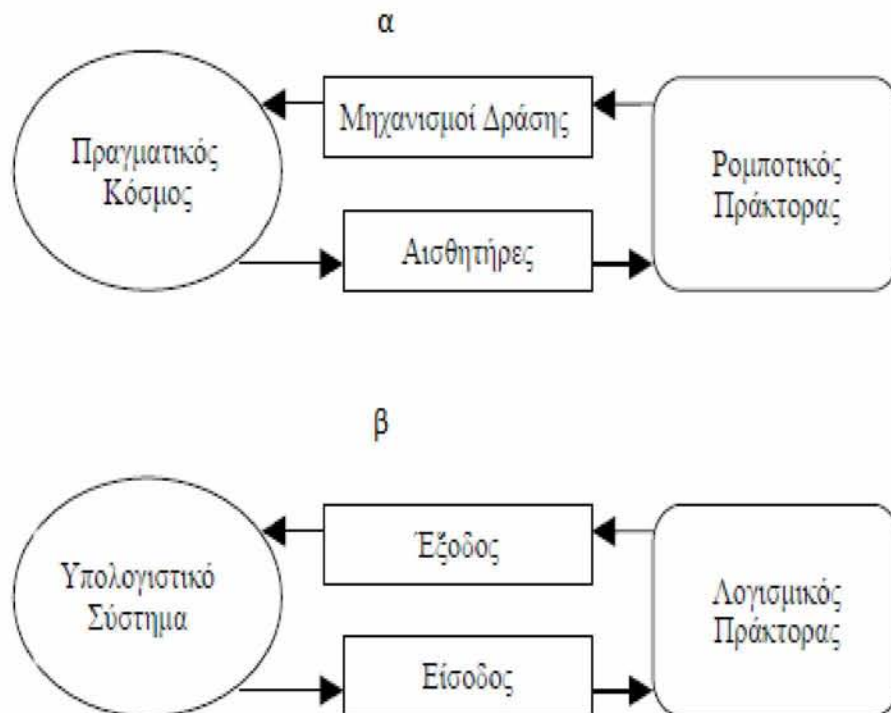 α
Μηχανισμοί Δράσης
Πραγματικός
Κόσμος
Ρομποτικός
Πράκτορας
Αισθητήρες
β
Έξοδος
Υπολογιστικό
Σύστημα
Λογισμικός
Πράκτορας
Είσοδος